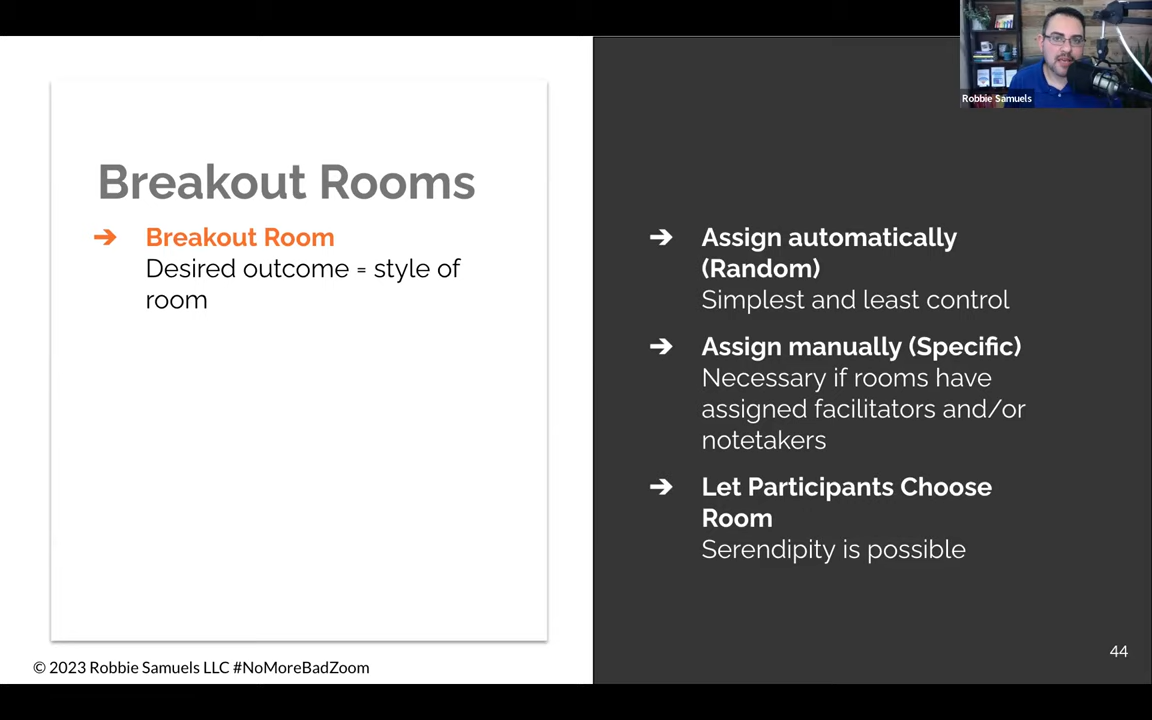 Robbie Samuels
Breakout Rooms
➔ Breakout Room
Desired outcome = style of
room
➔ Assign automatically
(Random)
Simplest and least control
➔ Assign manually (Specific)
Necessary if rooms have
assigned facilitators and/or
notetakers
➔ Let Participants Choose
Room
Serendipity is possible
44
© 2023 Robbie Samuels LLC #NoMoreBadZoom